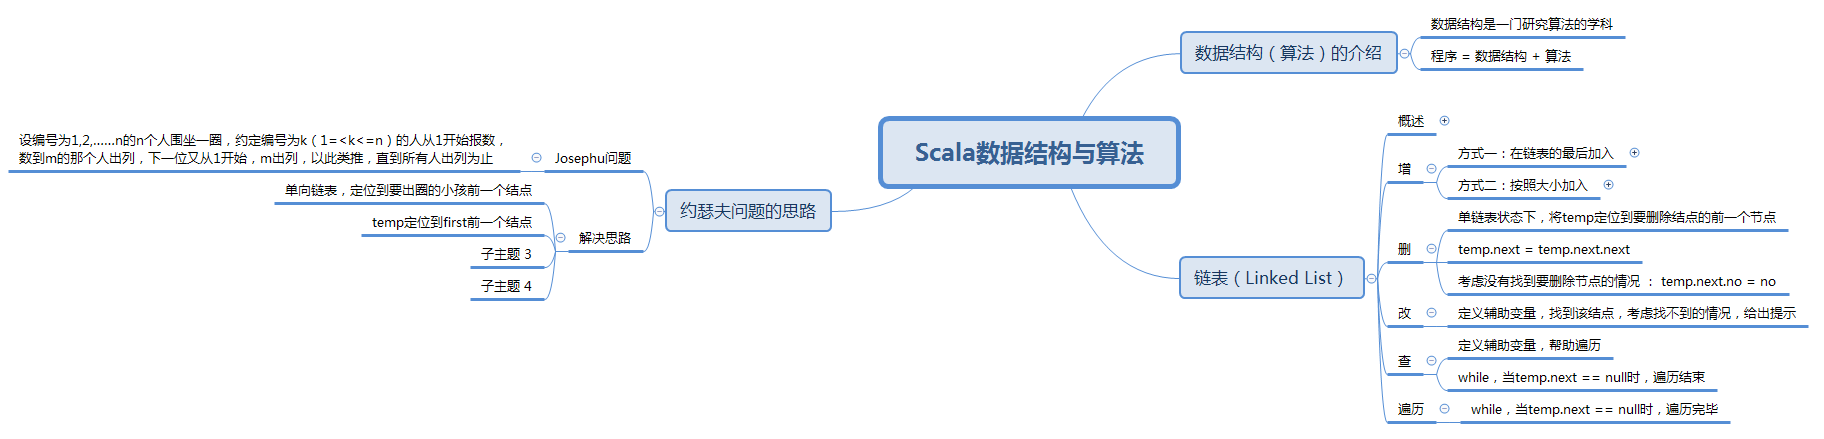 Scala数据结构与算法
数据结构（算法）的介绍
数据结构是一门研究算法的学科
程序 = 数据结构 + 算法
链表（Linked List）
概述
增
方式一：在链表的最后加入
方式二：按照大小加入
删
单链表状态下，将temp定位到要删除结点的前一个节点
temp.next = temp.next.next
考虑没有找到要删除节点的情况 ： temp.next.no = no
改
定义辅助变量，找到该结点，考虑找不到的情况，给出提示
查
定义辅助变量，帮助遍历
while，当temp.next == null时，遍历结束
遍历
while，当temp.next == null时，遍历完毕
约瑟夫问题的思路
Josephu问题
设编号为1,2,......n的n个人围坐一圈，约定编号为k（1=<k<=n）的人从1开始报数，
数到m的那个人出列，下一位又从1开始，m出列，以此类推，直到所有人出列为止
解决思路
单向链表，定位到要出圈的小孩前一个结点
temp定位到first前一个结点
子主题 3
子主题 4